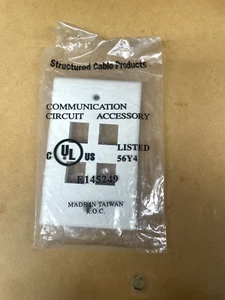 Structured Cable Products
COMMUNICATION
CIRCUIT ACCESSORY
C UL US LISTED
56Y4
E145249
MADE IN TAIWAN
R.O.C.